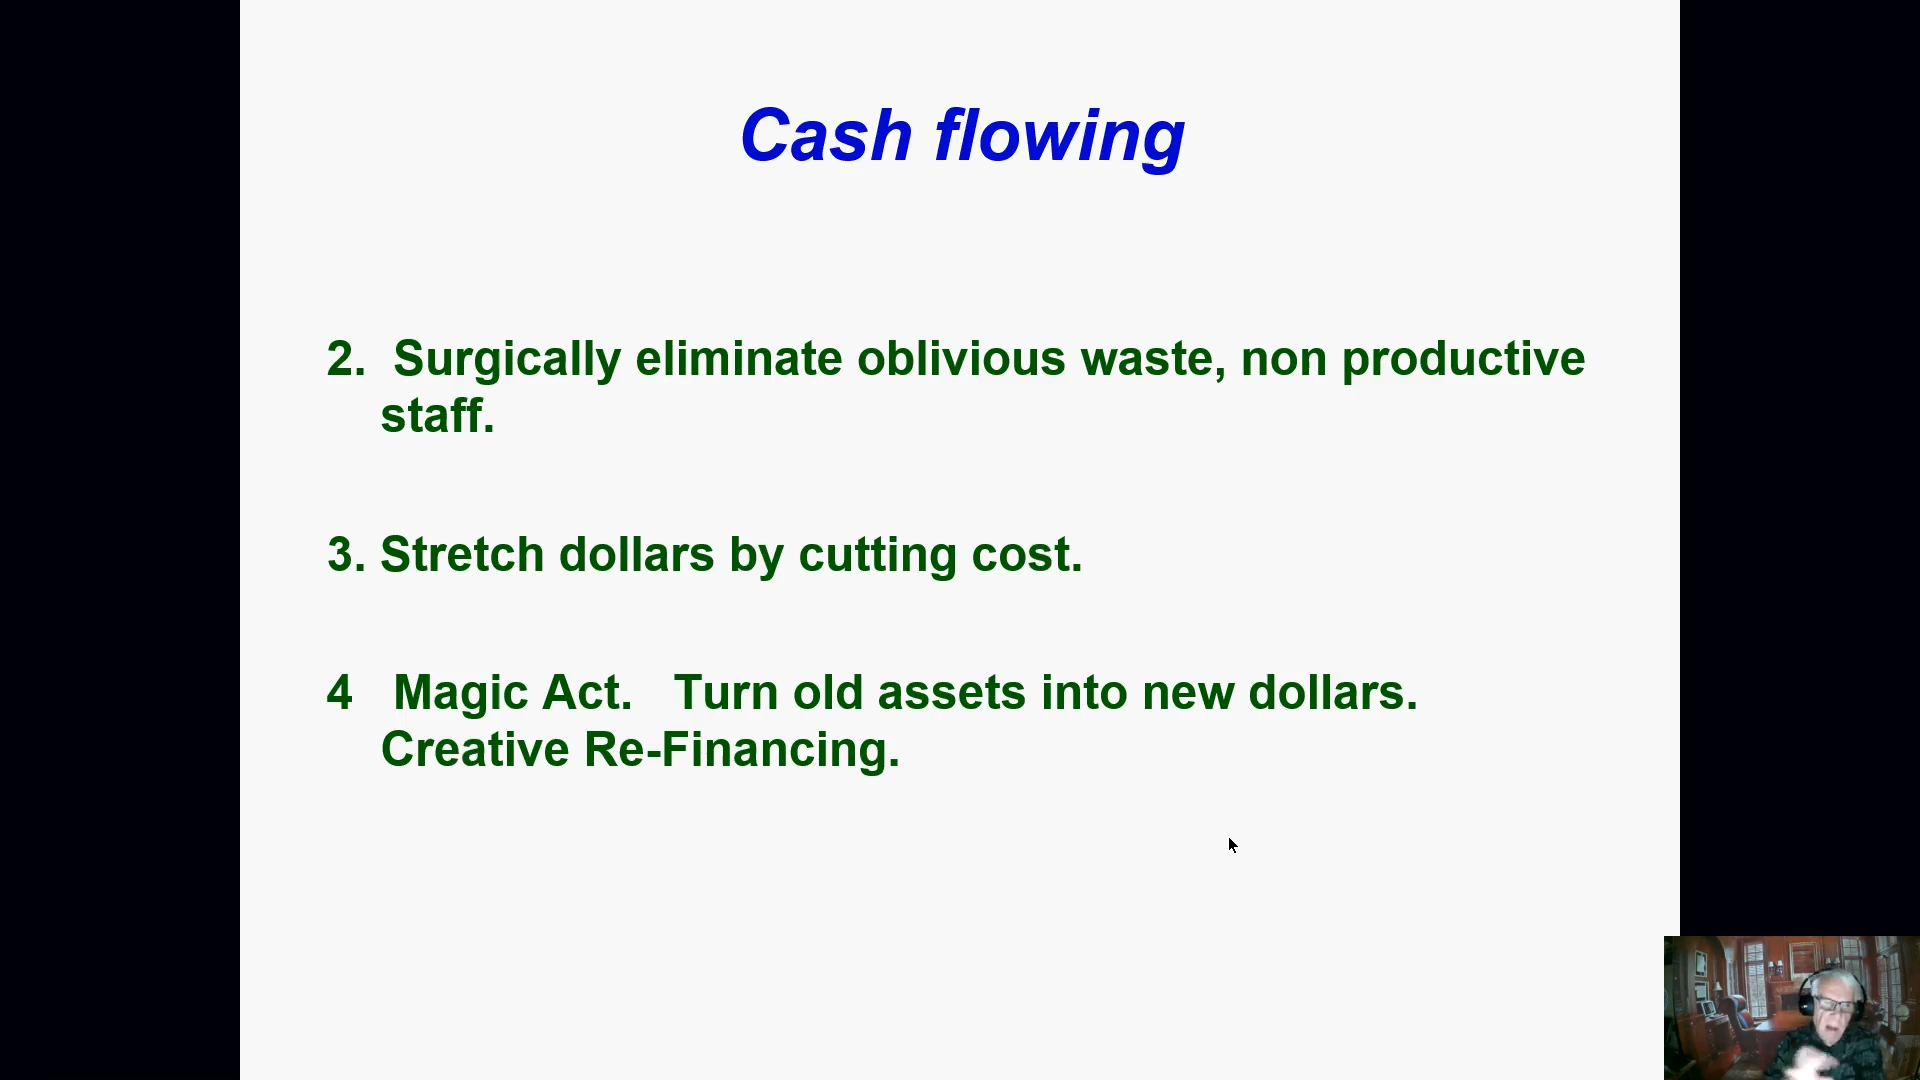 Cash flowing
2.  Surgically eliminate oblivious waste, non productive
staff.
3. Stretch dollars by cutting cost.
4   Magic Act.   Turn old assets into new dollars.
Creative Re-Financing.